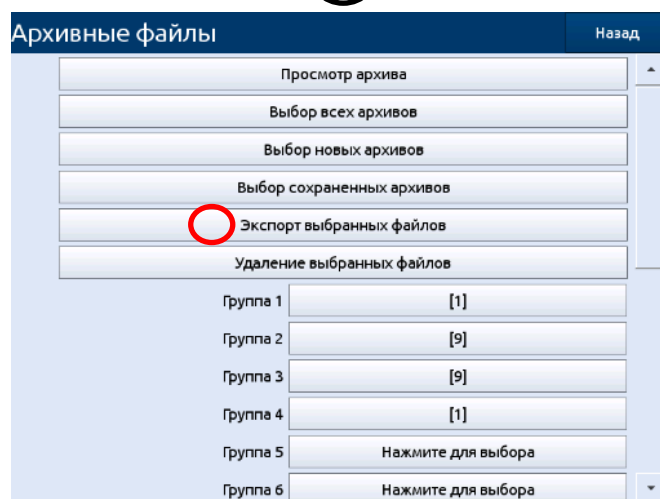 Архивные файлы Назад
Просмотр архива
Выбор всех архивов
Выбор новых архивов
Выбор сохраненных архивов
Экспорт выбранных файлов
Удаление выбранных файлов
Группа 1 [1]
Группа 2 [9]
Группа 3 [9]
Группа 4 [1]
Группа 5 Нажмите для выбора
Группа 6 Нажмите для выбора